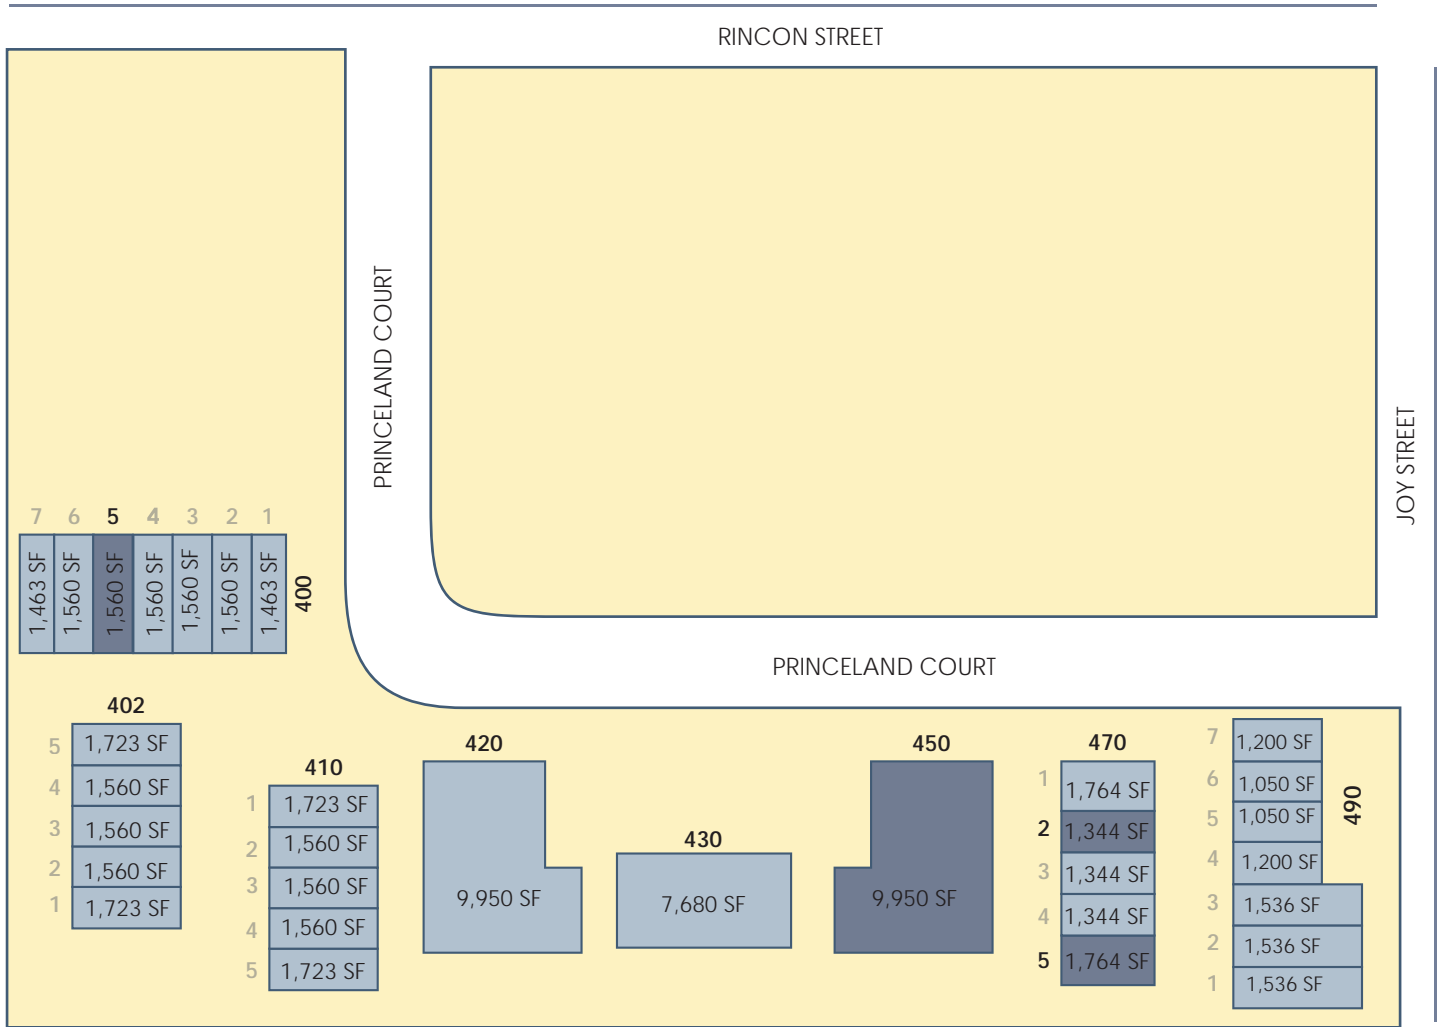 RINCON STREET
PRINCELAND COURT
JOY STREET
7 6 5 4 3 2 1
1,463 SF
1,560 SF
1,560 SF
1,560 SF
1,560 SF
1,560 SF
1,463 SF
400
PRINCELAND COURT
402
5 1,723 SF
4 1,560 SF
3 1,560 SF
2 1,560 SF
1 1,723 SF
410
1 1,723 SF
2 1,560 SF
3 1,560 SF
4 1,560 SF
5 1,723 SF
420
9,950 SF
430
7,680 SF
450
9,950 SF
470
1 1,764 SF
2 1,344 SF
3 1,344 SF
4 1,344 SF
5 1,764 SF
7 1,200 SF
6 1,050 SF
5 1,050 SF
4 1,200 SF
3 1,536 SF
2 1,536 SF
1 1,536 SF
490